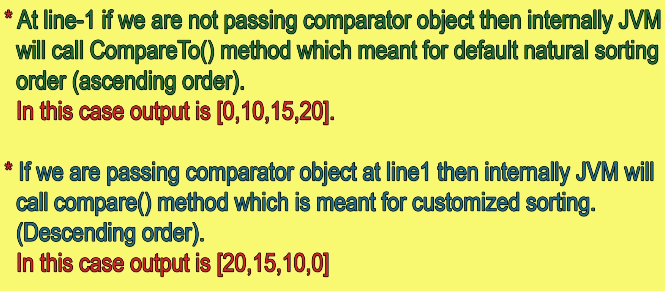 * At line-1 if we are not passing comparator object then internally JVM
will call CompareTo() method which meant for default natural sorting
order (ascending order).
In this case output is [0,10,15,20].
* If we are passing comparator object at line1 then internally JVM will
call compare() method which is meant for customized sorting.
(Descending order).
In this case output is [20,15,10,0]